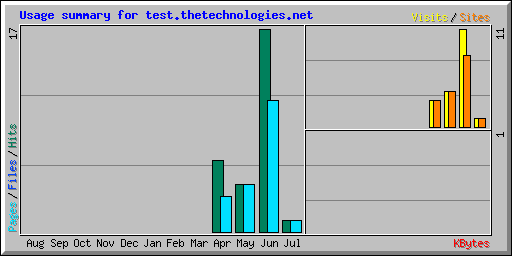 Usage summary for test.thetechnologies.net
Visits / Sites
17
11
1
Pages / Files / Hits
Aug Sep Oct Nov Dec Jan Feb Mar Apr May Jun Jul
KBytes